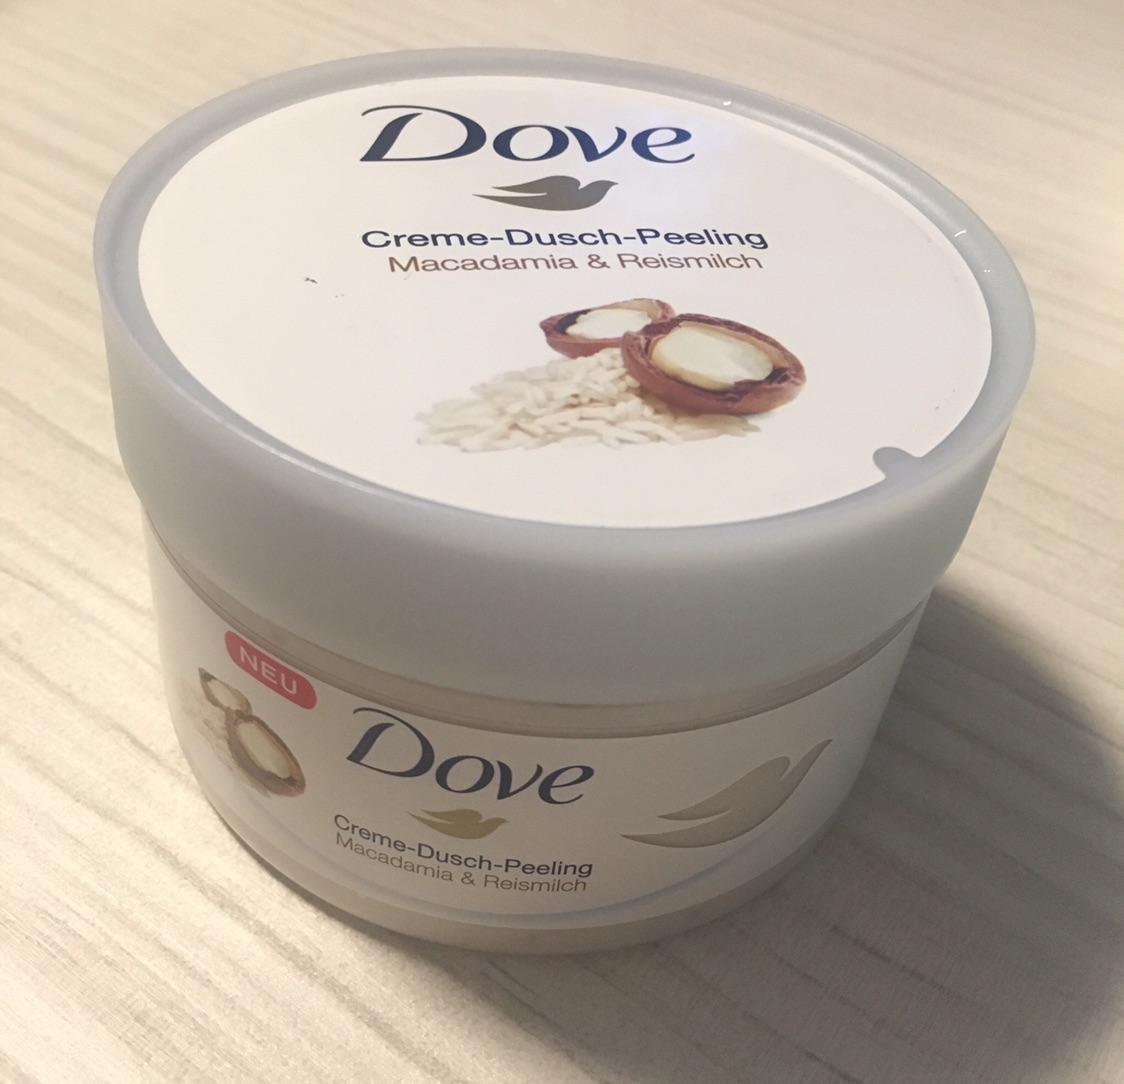 Dove
Creme-Dusch-Peeling
Macadamia & Reismilch
NEU
Dove
Creme-Dusch-Peeling
Macadamia & Reismilch